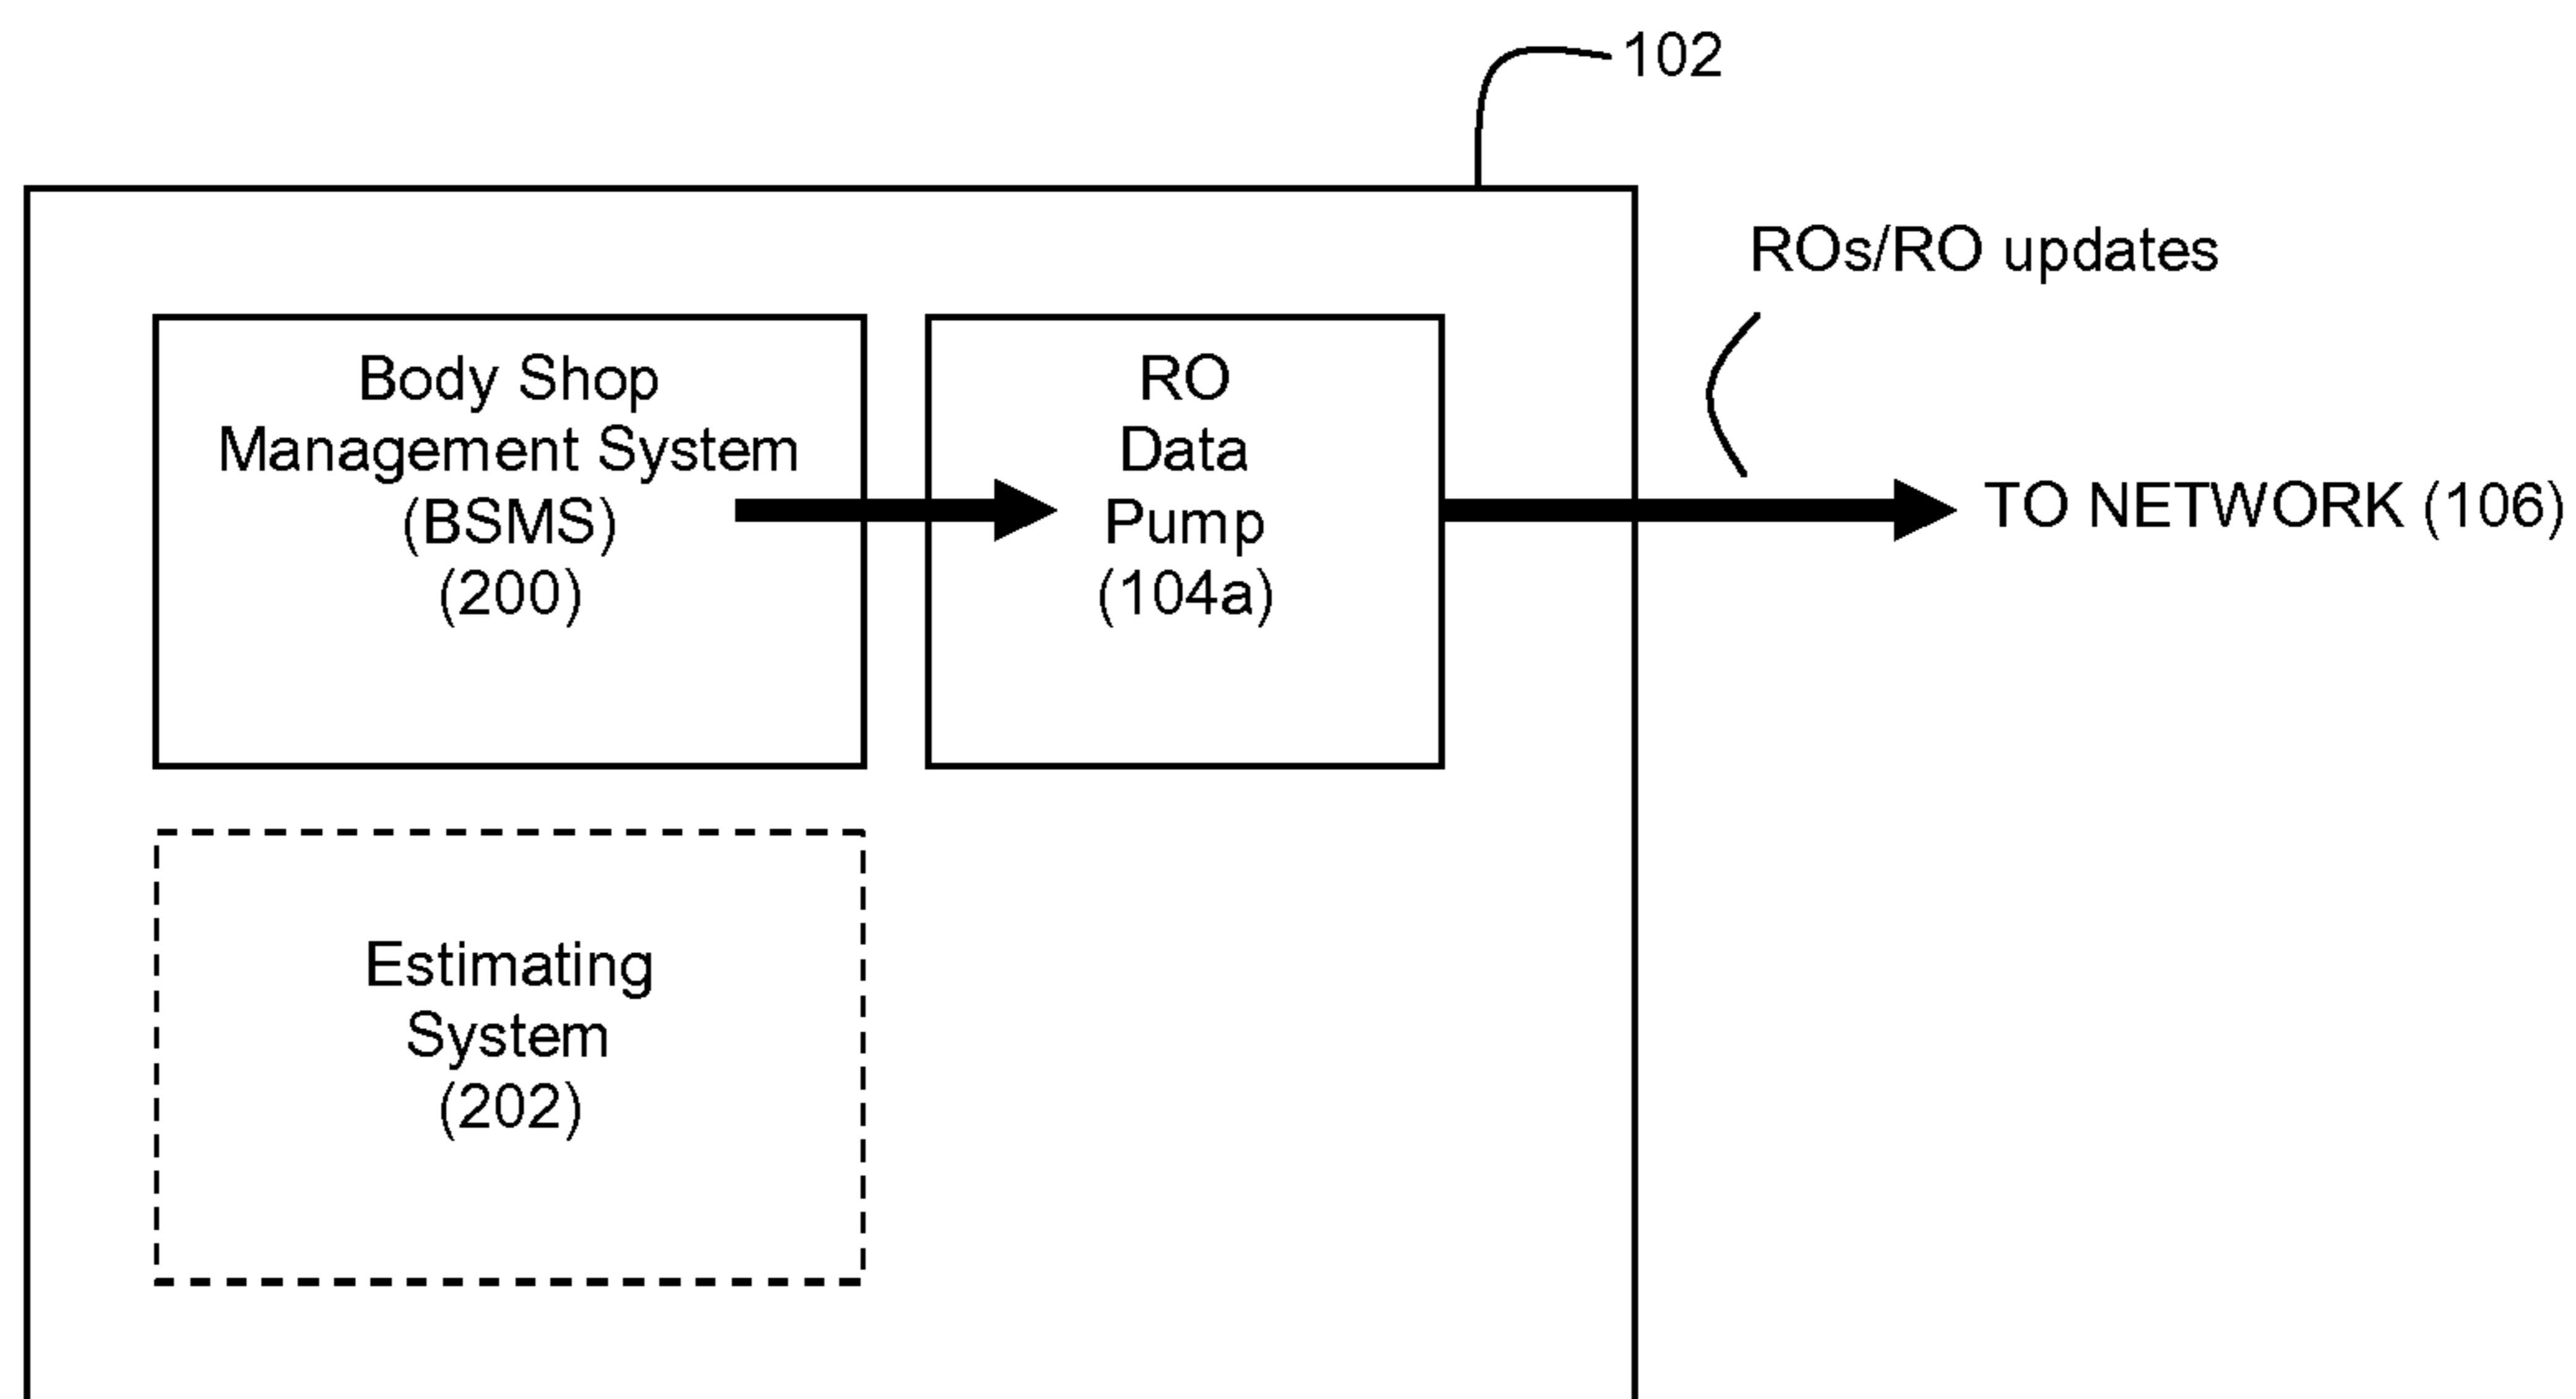 102
ROs/RO updates
Body Shop
Management System
(BSMS)
(200)
RO
Data
Pump
(104a)
TO NETWORK (106)
Estimating
System
(202)